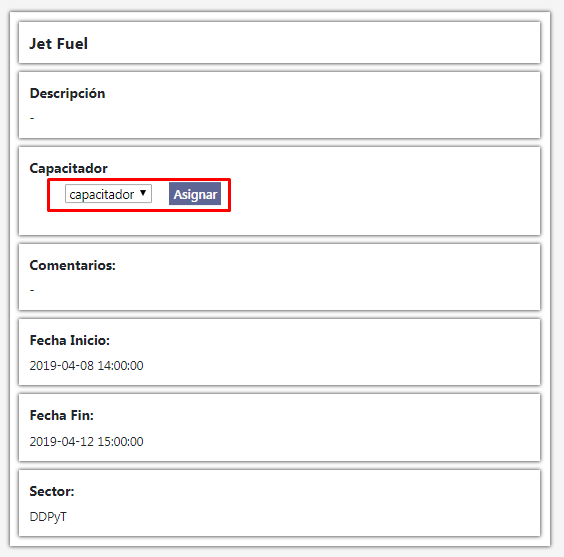 Jet Fuel
Descripción
-
Capacitador
capacitador Asignar
Comentarios:
-
Fecha Inicio:
2019-04-08 14:00:00
Fecha Fin:
2019-04-12 15:00:00
Sector:
DDPyT